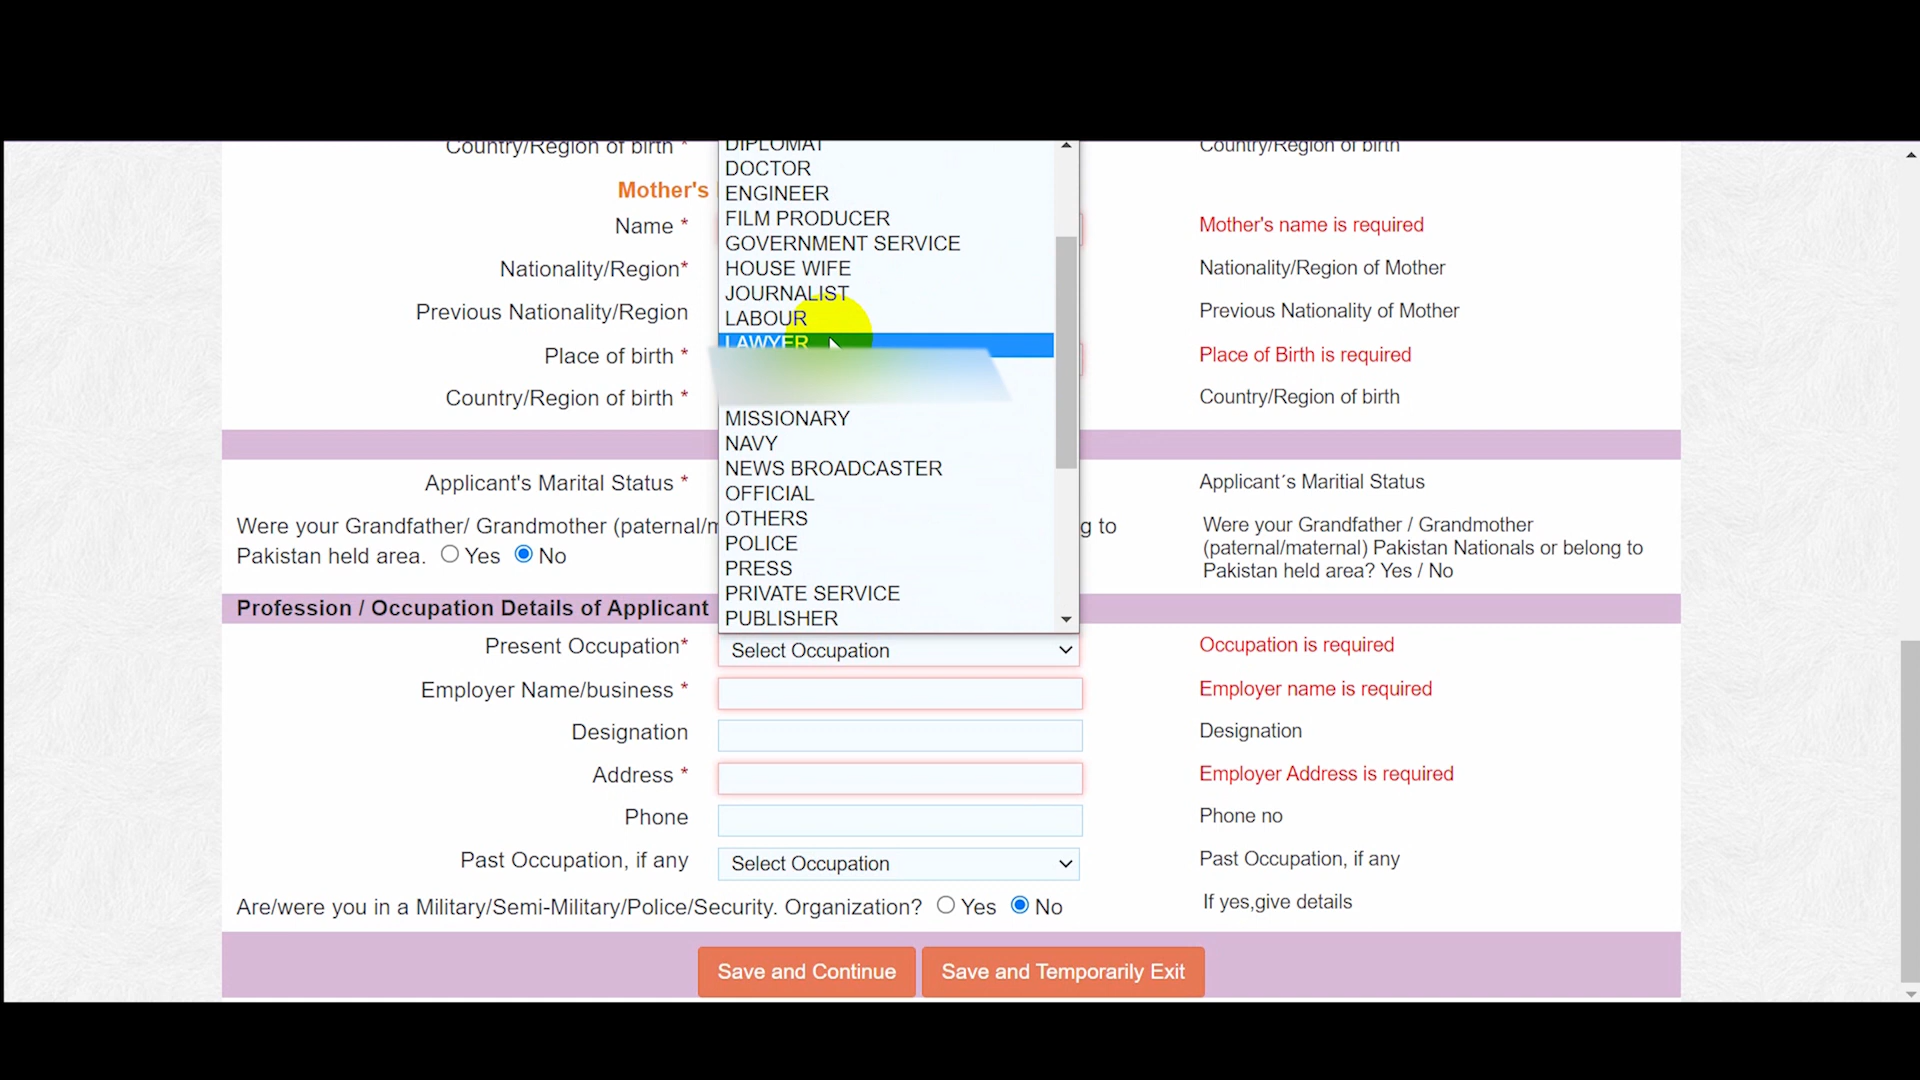 Country/Region of birth *
DIPLOMAT
Country/Region of birth
DOCTOR
Mother's
ENGINEER
FILM PRODUCER
Name *
Mother's name is required
GOVERNMENT SERVICE
Nationality/Region*
HOUSE WIFE
Nationality/Region of Mother
JOURNALIST
Previous Nationality/Region
LABOUR
Previous Nationality of Mother
LAWYER
Place of birth *
Place of Birth is required
Country/Region of birth *
Country/Region of birth
MISSIONARY
NAVY
NEWS BROADCASTER
Applicant's Marital Status *
OFFICIAL
Applicant´s Maritial Status
OTHERS
Were your Grandfather/ Grandmother (paternal/m
g to
Pakistan held area. Yes No
Were your Grandfather / Grandmother
(paternal/maternal) Pakistan Nationals or belong to
Pakistan held area? Yes / No
POLICE
PRESS
PRIVATE SERVICE
PUBLISHER
Profession / Occupation Details of Applicant
Present Occupation*
Select Occupation
Occupation is required
Employer Name/business *
Employer name is required
Designation
Designation
Address *
Employer Address is required
Phone
Phone no
Past Occupation, if any
Select Occupation
Past Occupation, if any
Are/were you in a Military/Semi-Military/Police/Security. Organization? Yes No
If yes,give details
Save and Continue
Save and Temporarily Exit